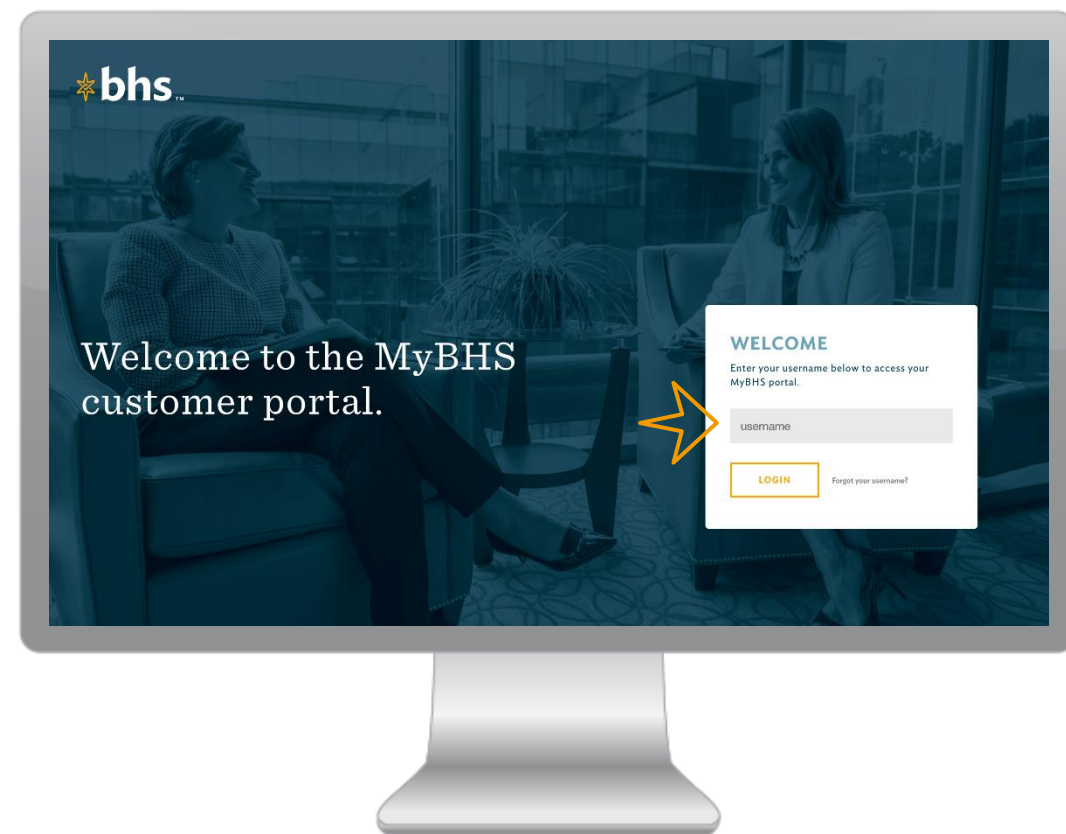 bhs™
Welcome to the MyBHS
customer portal.
WELCOME
Enter your username below to access your
MyBHS portal.
username
LOGIN
Forgot your username?